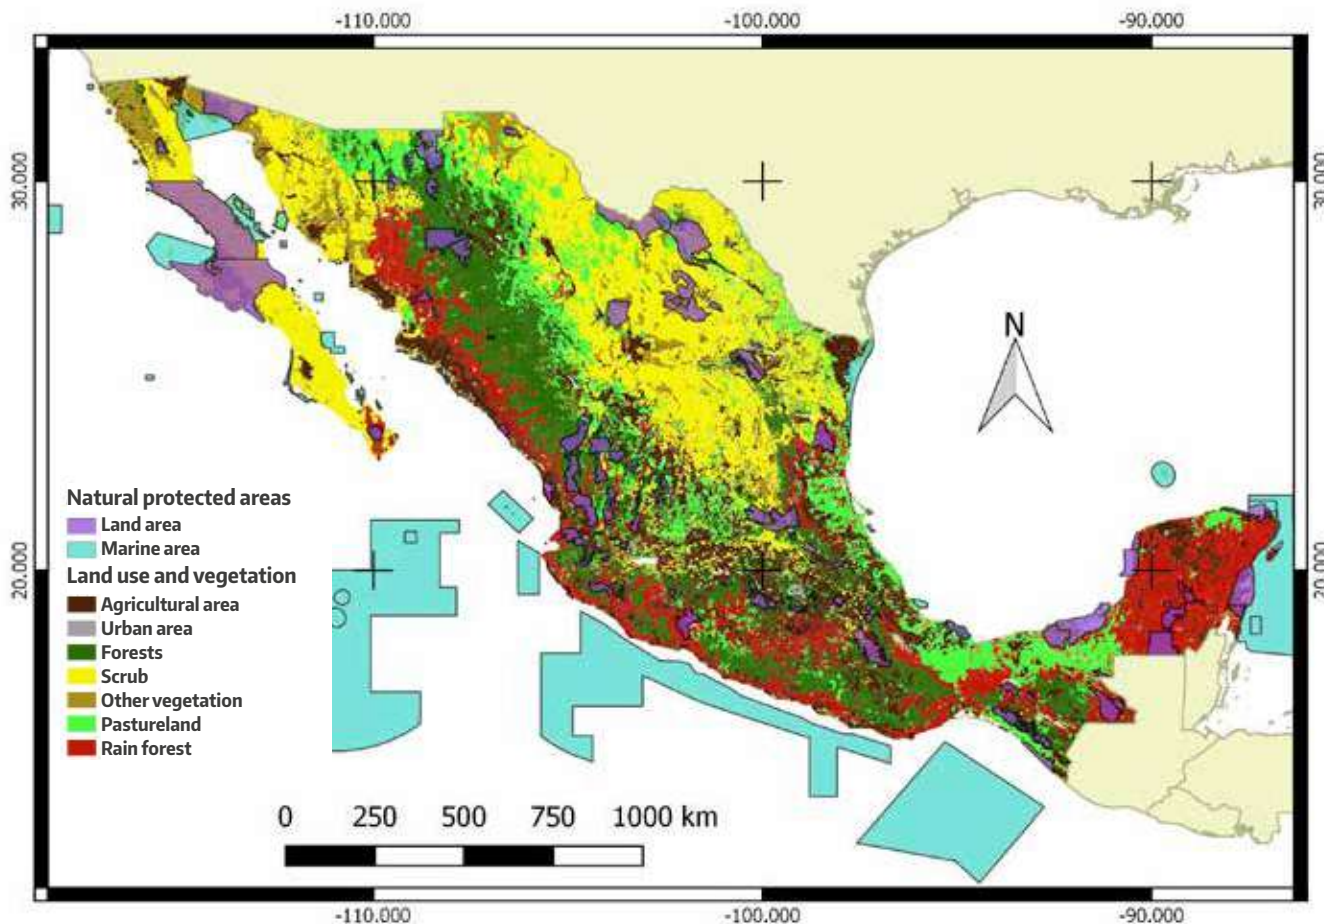 -110.000 -100.000 -90.000
30.000 30.000
N
Natural protected areas
Land area
Marine area
Land use and vegetation
20.000 20.000
Agricultural area
Urban area
Forests
Scrub
Other vegetation
Pastureland
Rain forest
0 250 500 750 1000 km
-110.000 -100.000 -90.000